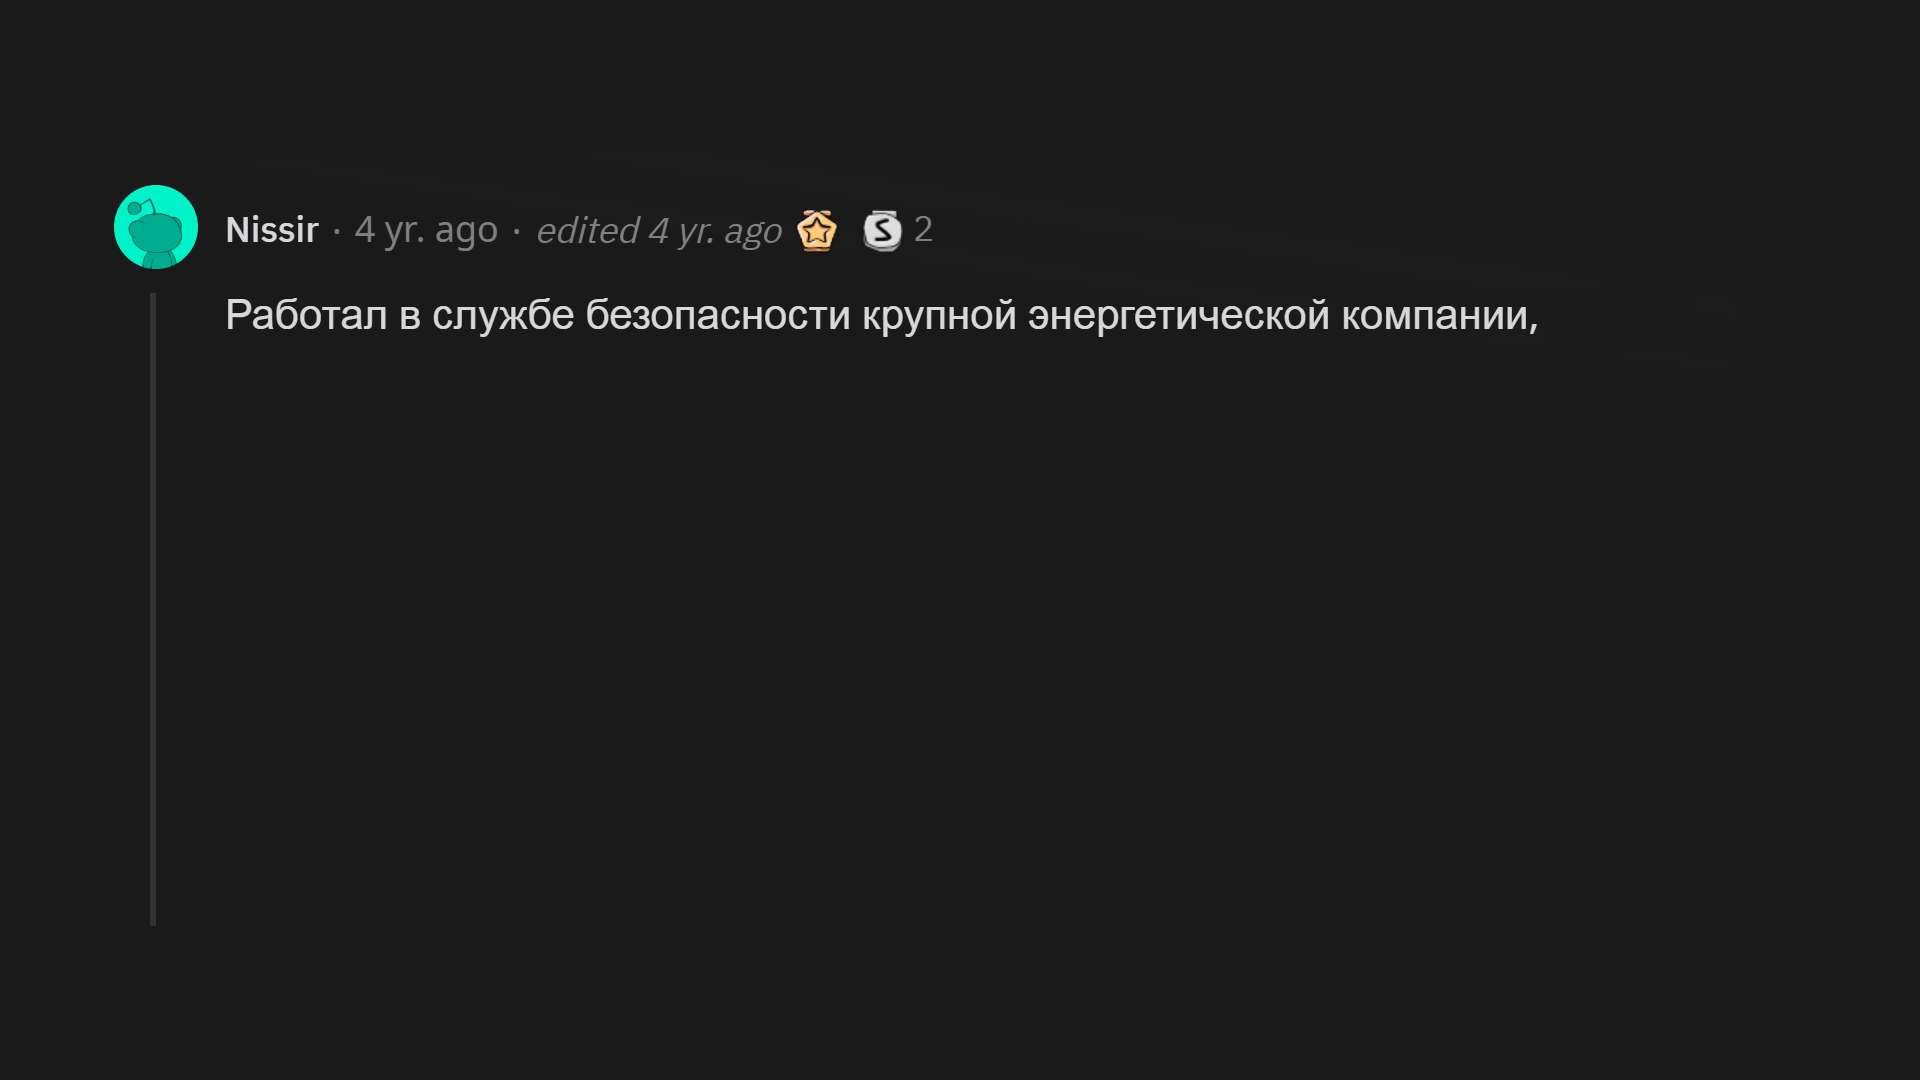 Nissir · 4 yr. ago · edited 4 yr. ago S 2
Работал в службе безопасности крупной энергетической компании,